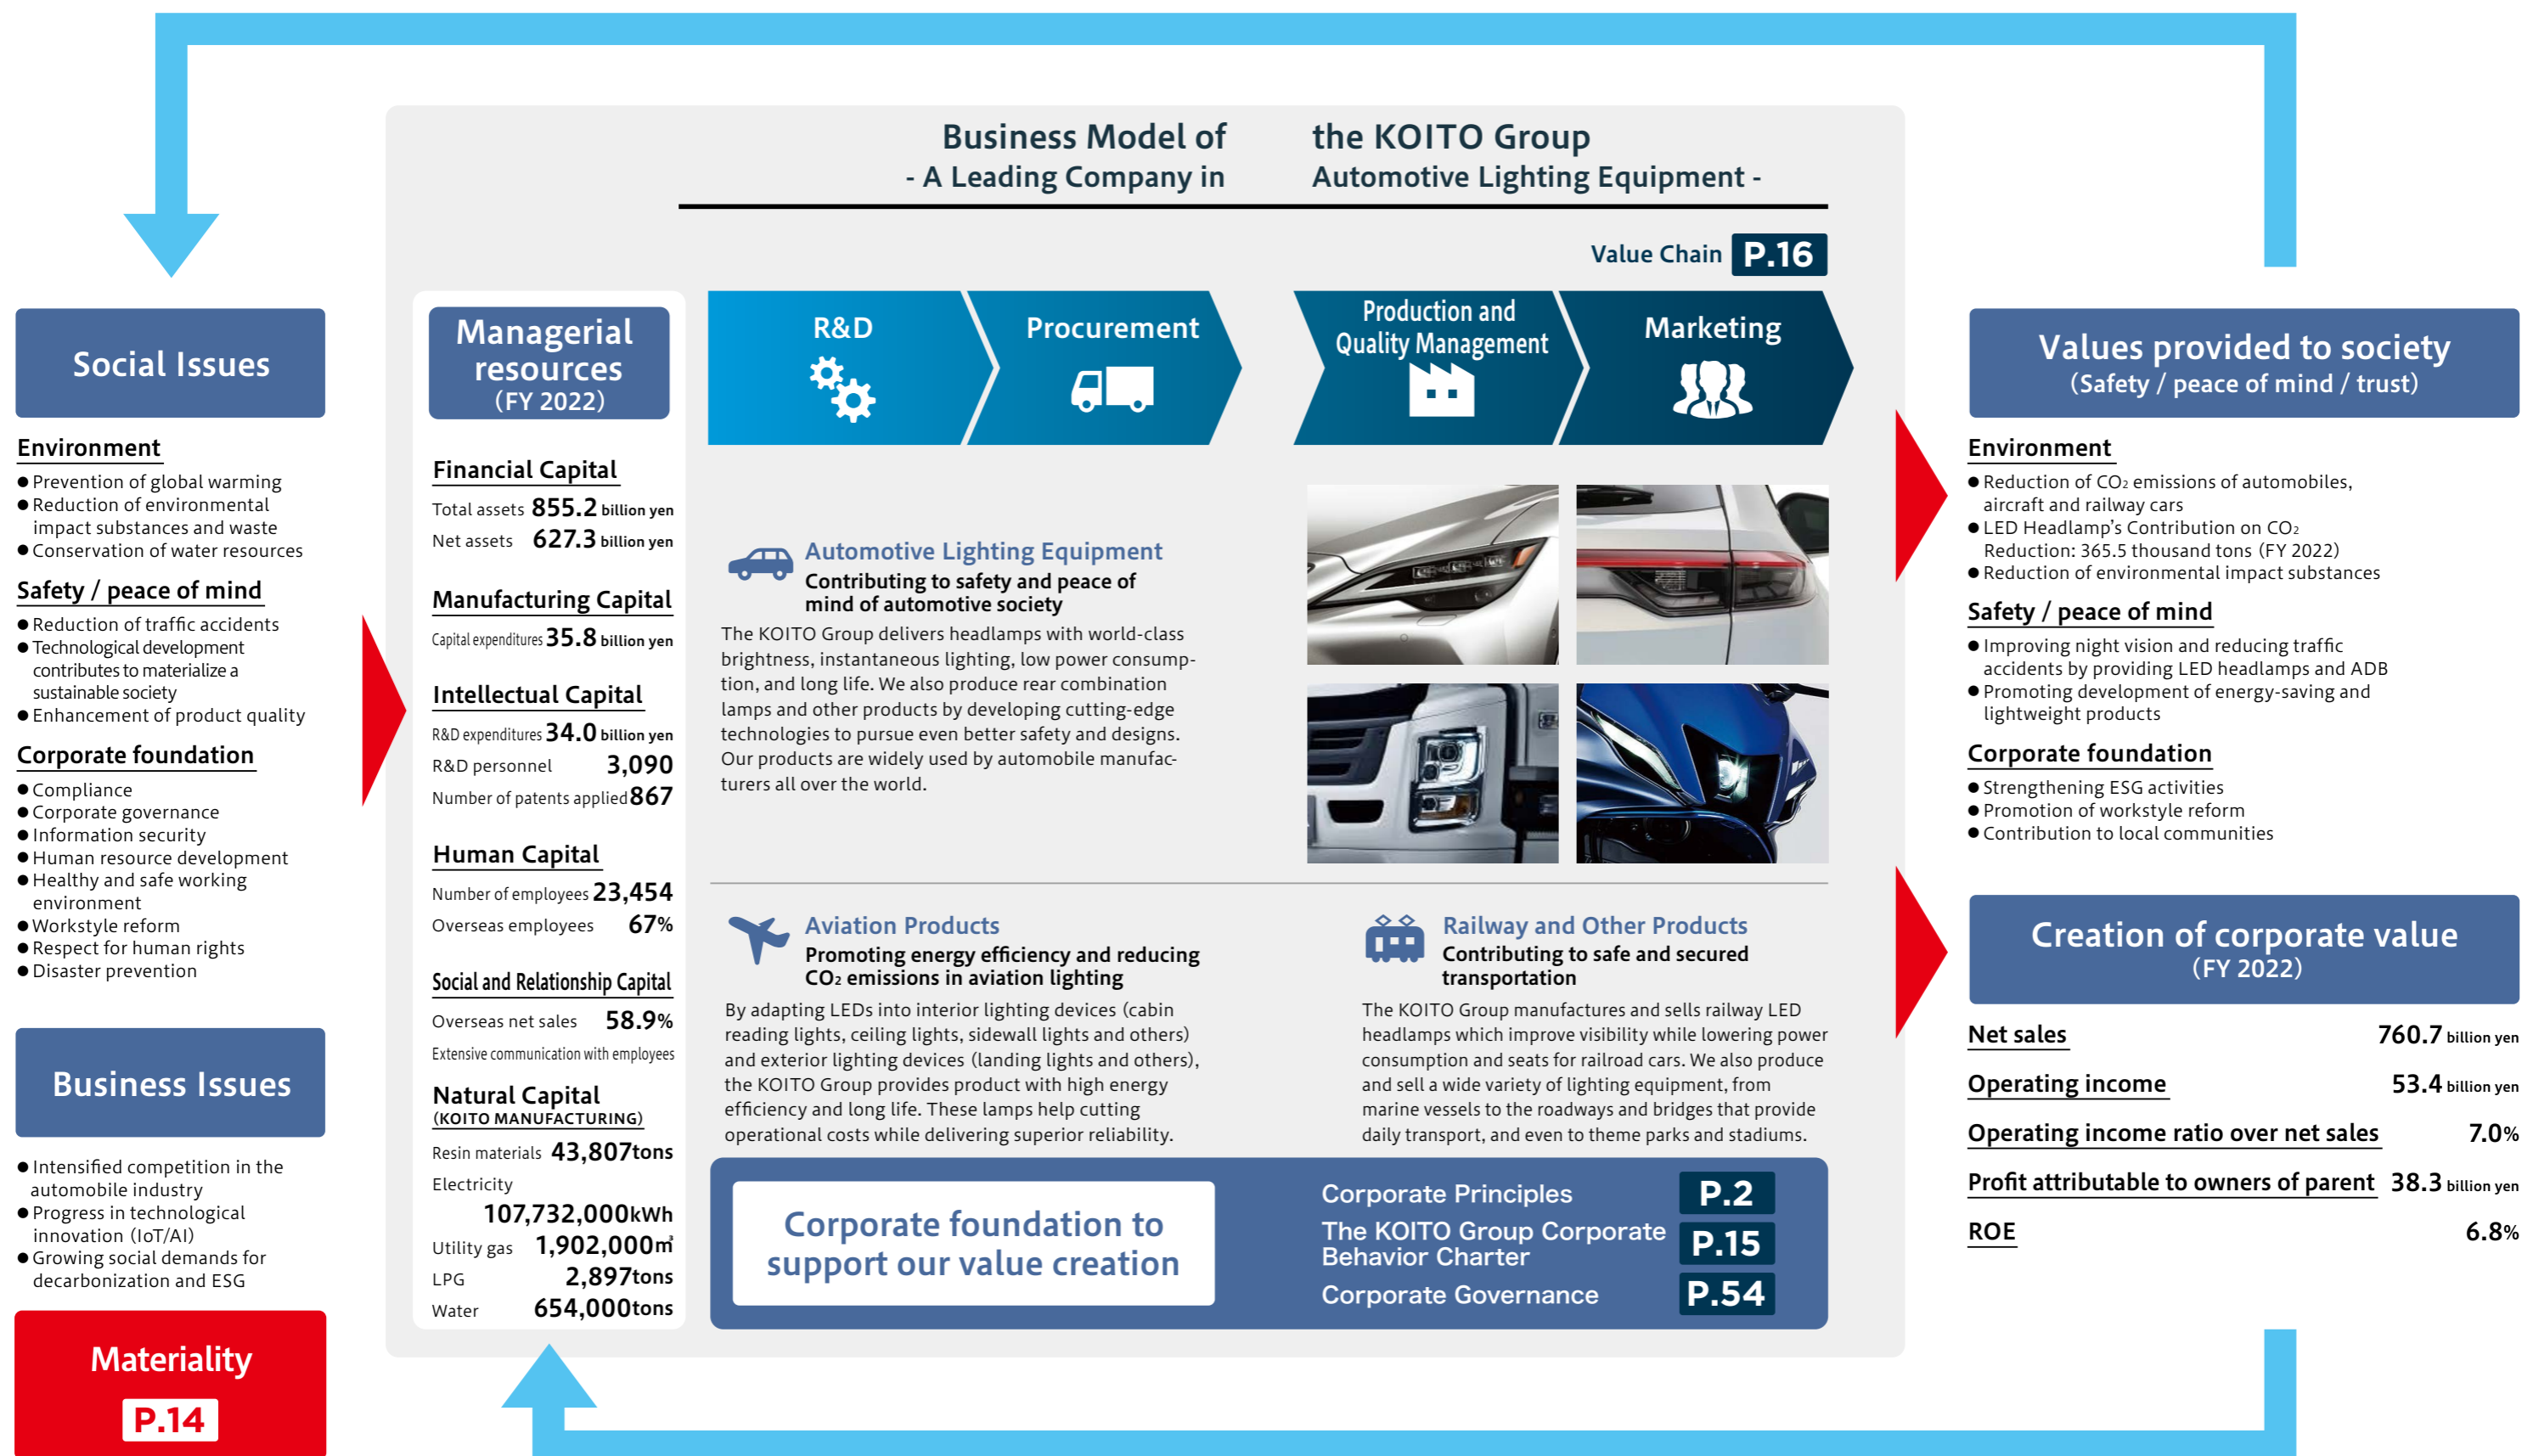 Business Model of the KOITO Group
- A Leading Company in Automotive Lighting Equipment -
Value Chain P.16
Social Issues
Environment
● Prevention of global warming
● Reduction of environmental
impact substances and waste
● Conservation of water resources
Safety / peace of mind
● Reduction of traffic accidents
● Technological development
contributes to materialize a
sustainable society
● Enhancement of product quality
Corporate foundation
● Compliance
● Corporate governance
● Information security
● Human resource development
● Healthy and safe working
environment
● Workstyle reform
● Respect for human rights
● Disaster prevention
Business Issues
● Intensified competition in the
automobile industry
● Progress in technological
innovation (IoT/AI)
● Growing social demands for
decarbonization and ESG
Materiality
P.14
Managerial
resources
(FY 2022)
Financial Capital
Total assets 855.2 billion yen
Net assets 627.3 billion yen
Manufacturing Capital
Capital expenditures 35.8 billion yen
Intellectual Capital
R&D expenditures 34.0 billion yen
R&D personnel 3,090
Number of patents applied 867
Human Capital
Number of employees 23,454
Overseas employees 67%
Social and Relationship Capital
Overseas net sales 58.9%
Extensive communication with employees
Natural Capital
(KOITO MANUFACTURING)
Resin materials 43,807tons
Electricity
107,732,000kWh
Utility gas 1,902,000㎥
LPG 2,897tons
Water 654,000tons
R&D
Procurement
Production and
Quality Management
Marketing
Automotive Lighting Equipment
Contributing to safety and peace of
mind of automotive society
The KOITO Group delivers headlamps with world-class
brightness, instantaneous lighting, low power consump-
tion, and long life. We also produce rear combination
lamps and other products by developing cutting-edge
technologies to pursue even better safety and designs.
Our products are widely used by automobile manufac-
turers all over the world.
Aviation Products
Promoting energy efficiency and reducing
CO₂ emissions in aviation lighting
By adapting LEDs into interior lighting devices (cabin
reading lights, ceiling lights, sidewall lights and others)
and exterior lighting devices (landing lights and others),
the KOITO Group provides product with high energy
efficiency and long life. These lamps help cutting
operational costs while delivering superior reliability.
Railway and Other Products
Contributing to safe and secured
transportation
The KOITO Group manufactures and sells railway LED
headlamps which improve visibility while lowering power
consumption and seats for railroad cars. We also produce
and sell a wide variety of lighting equipment, from
marine vessels to the roadways and bridges that provide
daily transport, and even to theme parks and stadiums.
Corporate foundation to
support our value creation
Corporate Principles P.2
The KOITO Group Corporate
Behavior Charter P.15
Corporate Governance P.54
Values provided to society
(Safety / peace of mind / trust)
Environment
● Reduction of CO₂ emissions of automobiles,
aircraft and railway cars
● LED Headlamp's Contribution on CO₂
Reduction: 365.5 thousand tons (FY 2022)
● Reduction of environmental impact substances
Safety / peace of mind
● Improving night vision and reducing traffic
accidents by providing LED headlamps and ADB
● Promoting development of energy-saving and
lightweight products
Corporate foundation
● Strengthening ESG activities
● Promotion of workstyle reform
● Contribution to local communities
Creation of corporate value
(FY 2022)
Net sales 760.7 billion yen
Operating income 53.4 billion yen
Operating income ratio over net sales 7.0%
Profit attributable to owners of parent 38.3 billion yen
ROE 6.8%